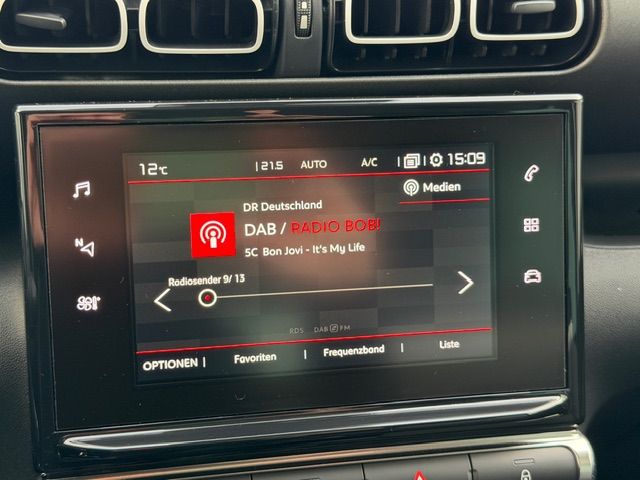 12°C | 21.5 AUTO A/C | | 15:09
DR Deutschland
Medien
DAB / RADIO BOB!
5C Bon Jovi - It's My Life
Radiosender 9/ 13
N
RDS DAB FM
OPTIONEN | Favoriten | Frequenzband | Liste